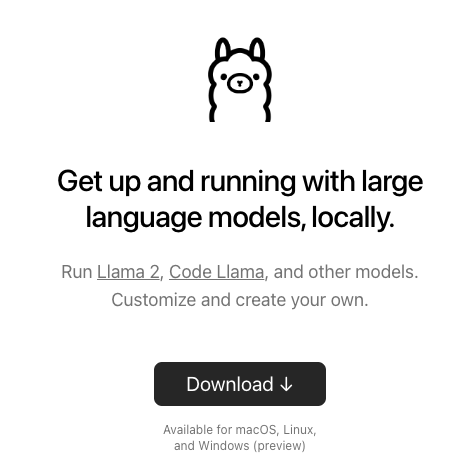 Get up and running with large
language models, locally.
Run Llama 2, Code Llama, and other models.
Customize and create your own.
Download ↓
Available for macOS, Linux,
and Windows (preview)